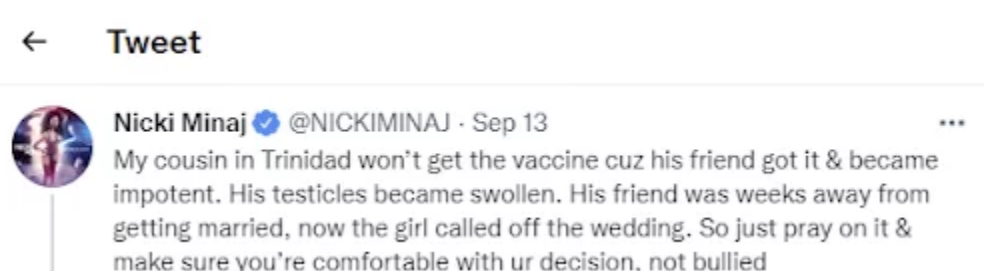 Tweet
Nicki Minaj @NICKIMINAJ · Sep 13
My cousin in Trinidad won't get the vaccine cuz his friend got it & became
impotent. His testicles became swollen. His friend was weeks away from
getting married, now the girl called off the wedding. So just pray on it &
make sure you're comfortable with ur decision, not bullied